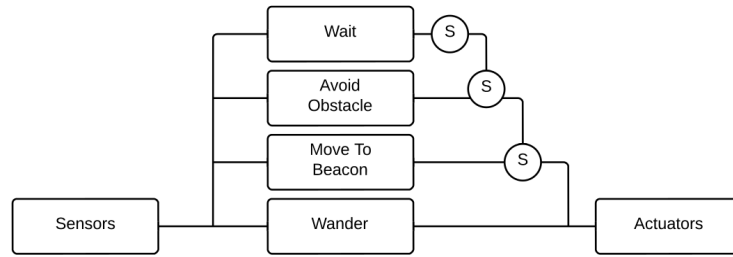 Wait
S
Avoid
Obstacle
S
Move To
Beacon
S
Sensors
Wander
Actuators